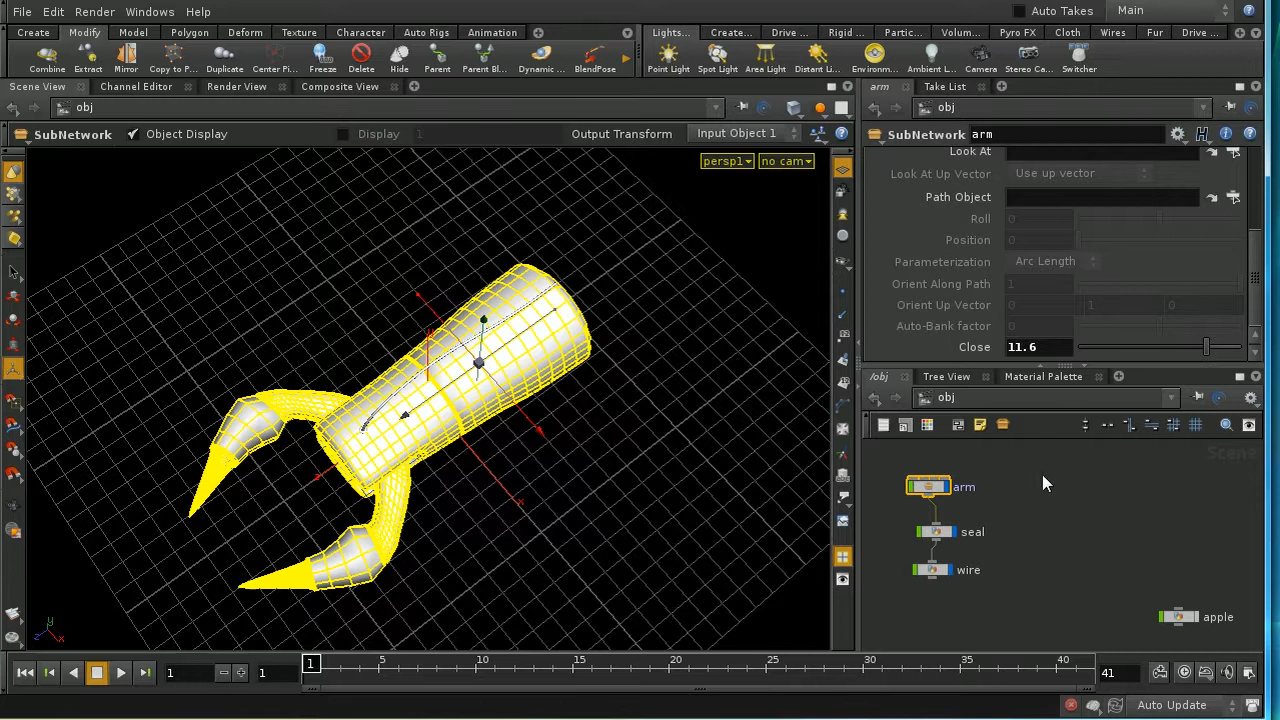 File Edit Render Windows Help
Auto Takes Main
Create Modify Model Polygon Deform Texture Character Auto Rigs Animation
Lights... Create... Drive ... Rigid ... Partic... Volum... Pyro FX Cloth Wires Fur Drive ...
Combine Extract Mirror Copy to P... Duplicate Center Pi... Freeze Delete Hide Parent Parent Bl... Dynamic ... BlendPose
Point Light Spot Light Area Light Distant Li... Environm... Ambient L... Camera Stereo Ca... Switcher
Scene View Channel Editor Render View Composite View
arm Take List
obj
obj
SubNetwork Object Display Display 1 Output Transform Input Object 1
SubNetwork arm
persp1 no cam
Look At
Look At Up Vector Use up vector
Path Object
Roll 0
Position 0
Parameterization Arc Length
Orient Along Path 1
Orient Up Vector 0 1 0
Auto-Bank factor 0
Close 11.6
/obj Tree View Material Palette
obj
Scene
arm
seal
wire
apple
y
z x
x
1 1 1 5 10 15 20 25 30 35 40 41
Auto Update